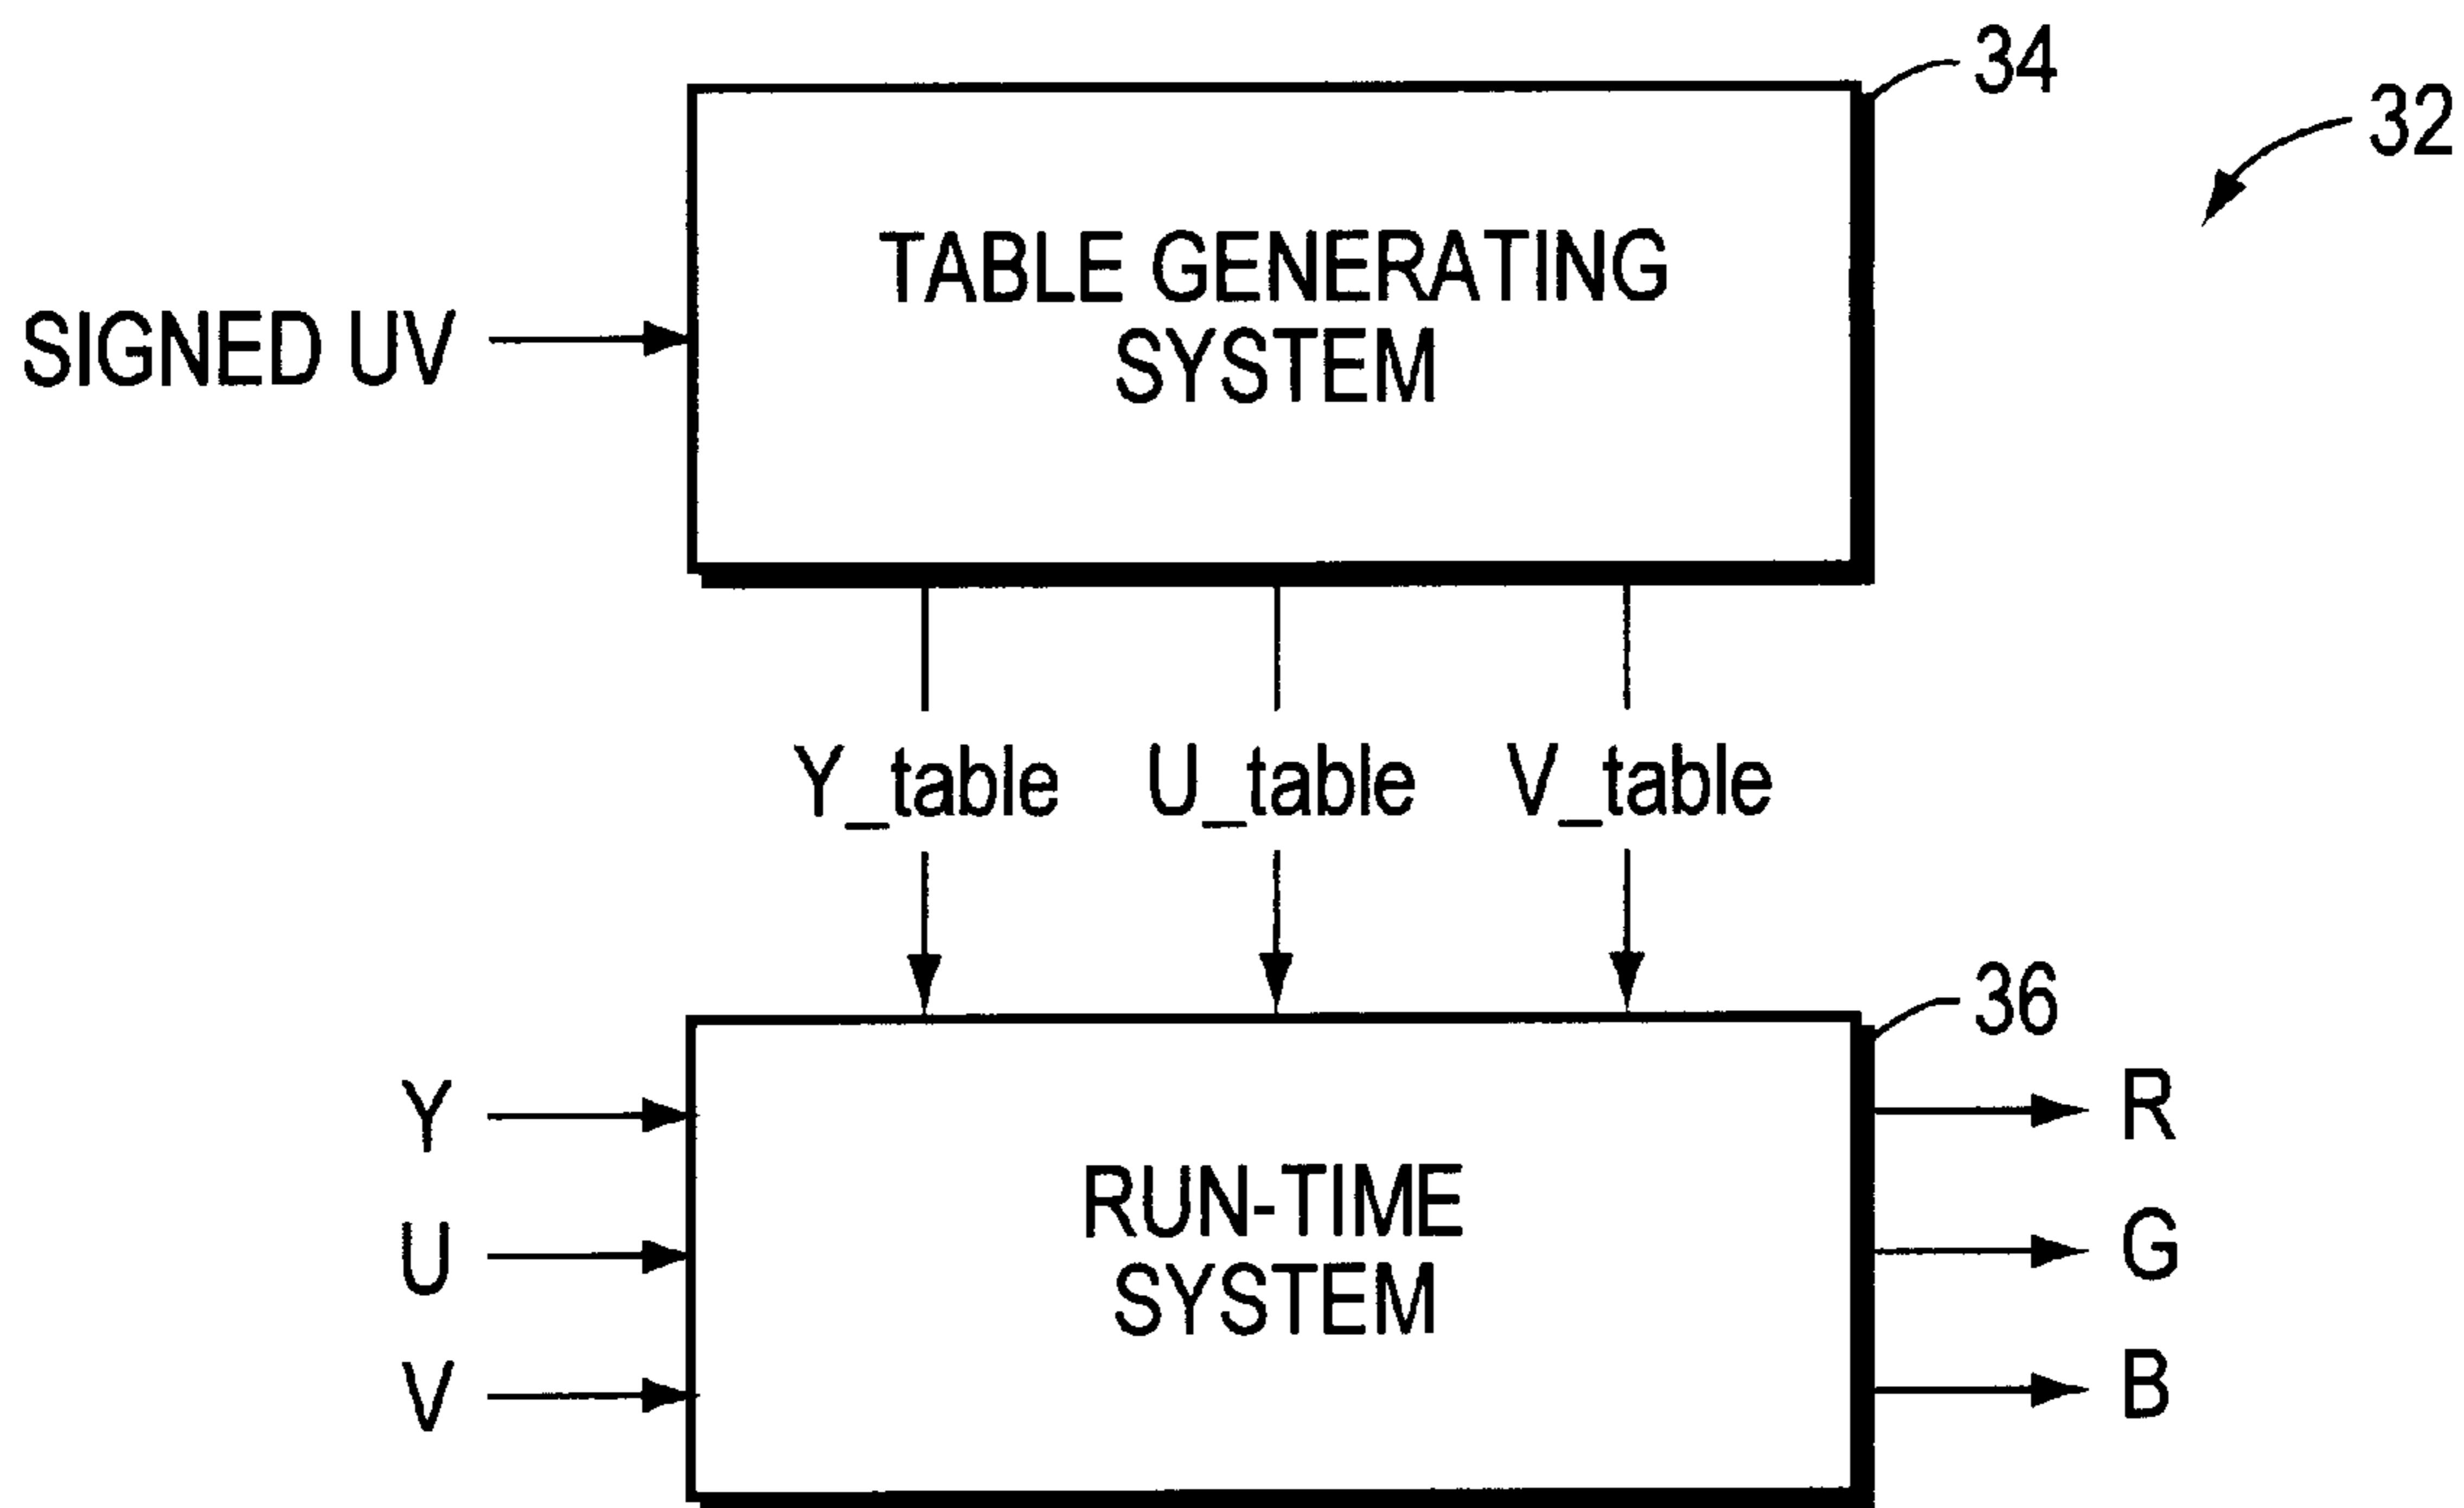 34
32
TABLE GENERATING
SYSTEM
SIGNED UV
Y_table U_table V_table
36
Y
R
RUN-TIME
U
G
SYSTEM
V
B